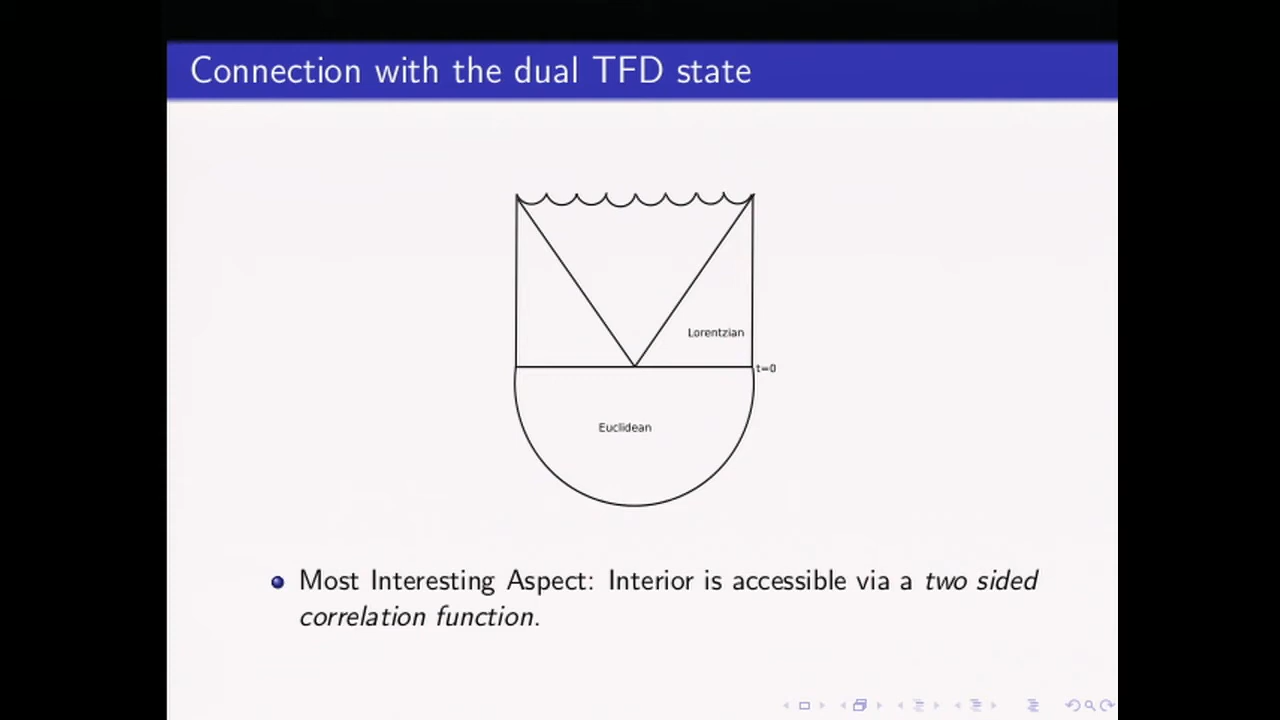 Connection with the dual TFD state
Lorentzian
t=0
Euclidean
Most Interesting Aspect: Interior is accessible via a two sided
correlation function.